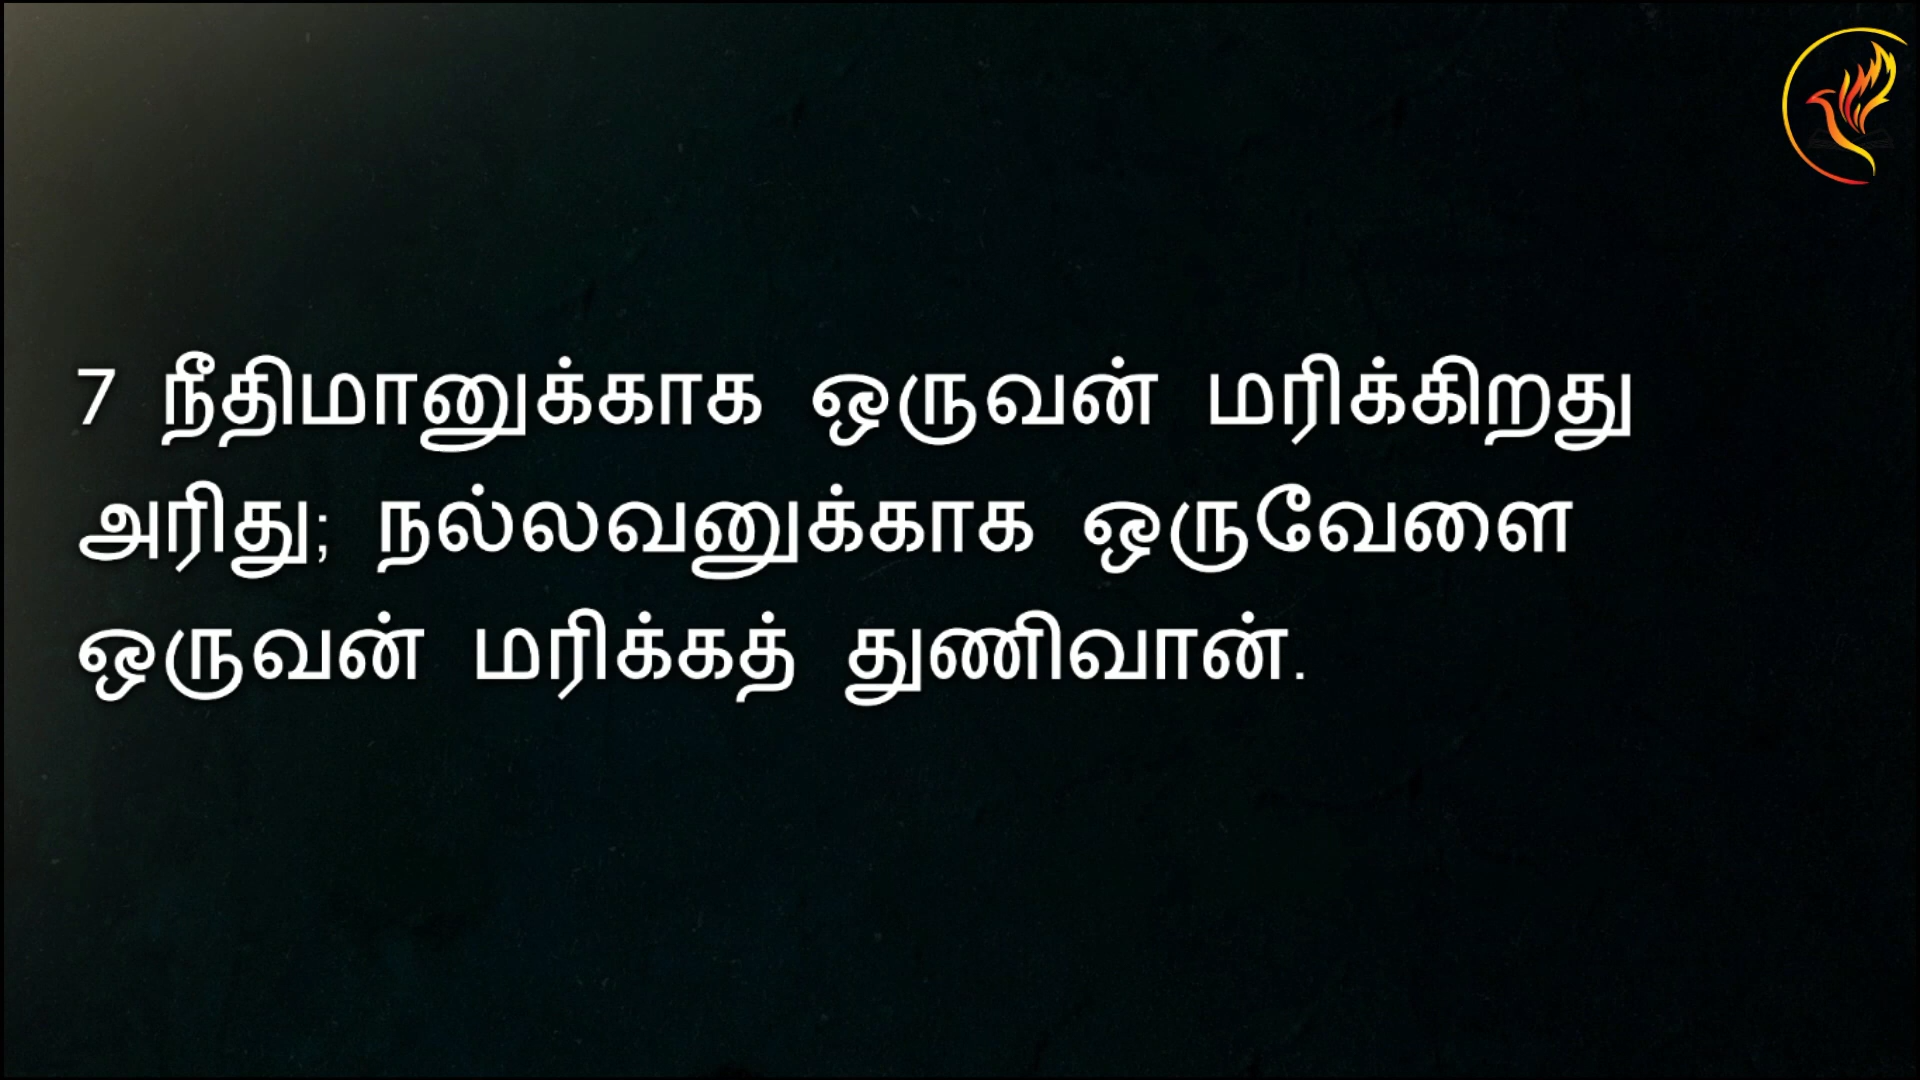 7 நீதிமானுக்காக ஒருவன் மரிக்கிறது
அரிது; நல்லவனுக்காக ஒருவேளை
ஒருவன் மரிக்கத் துணிவான்.